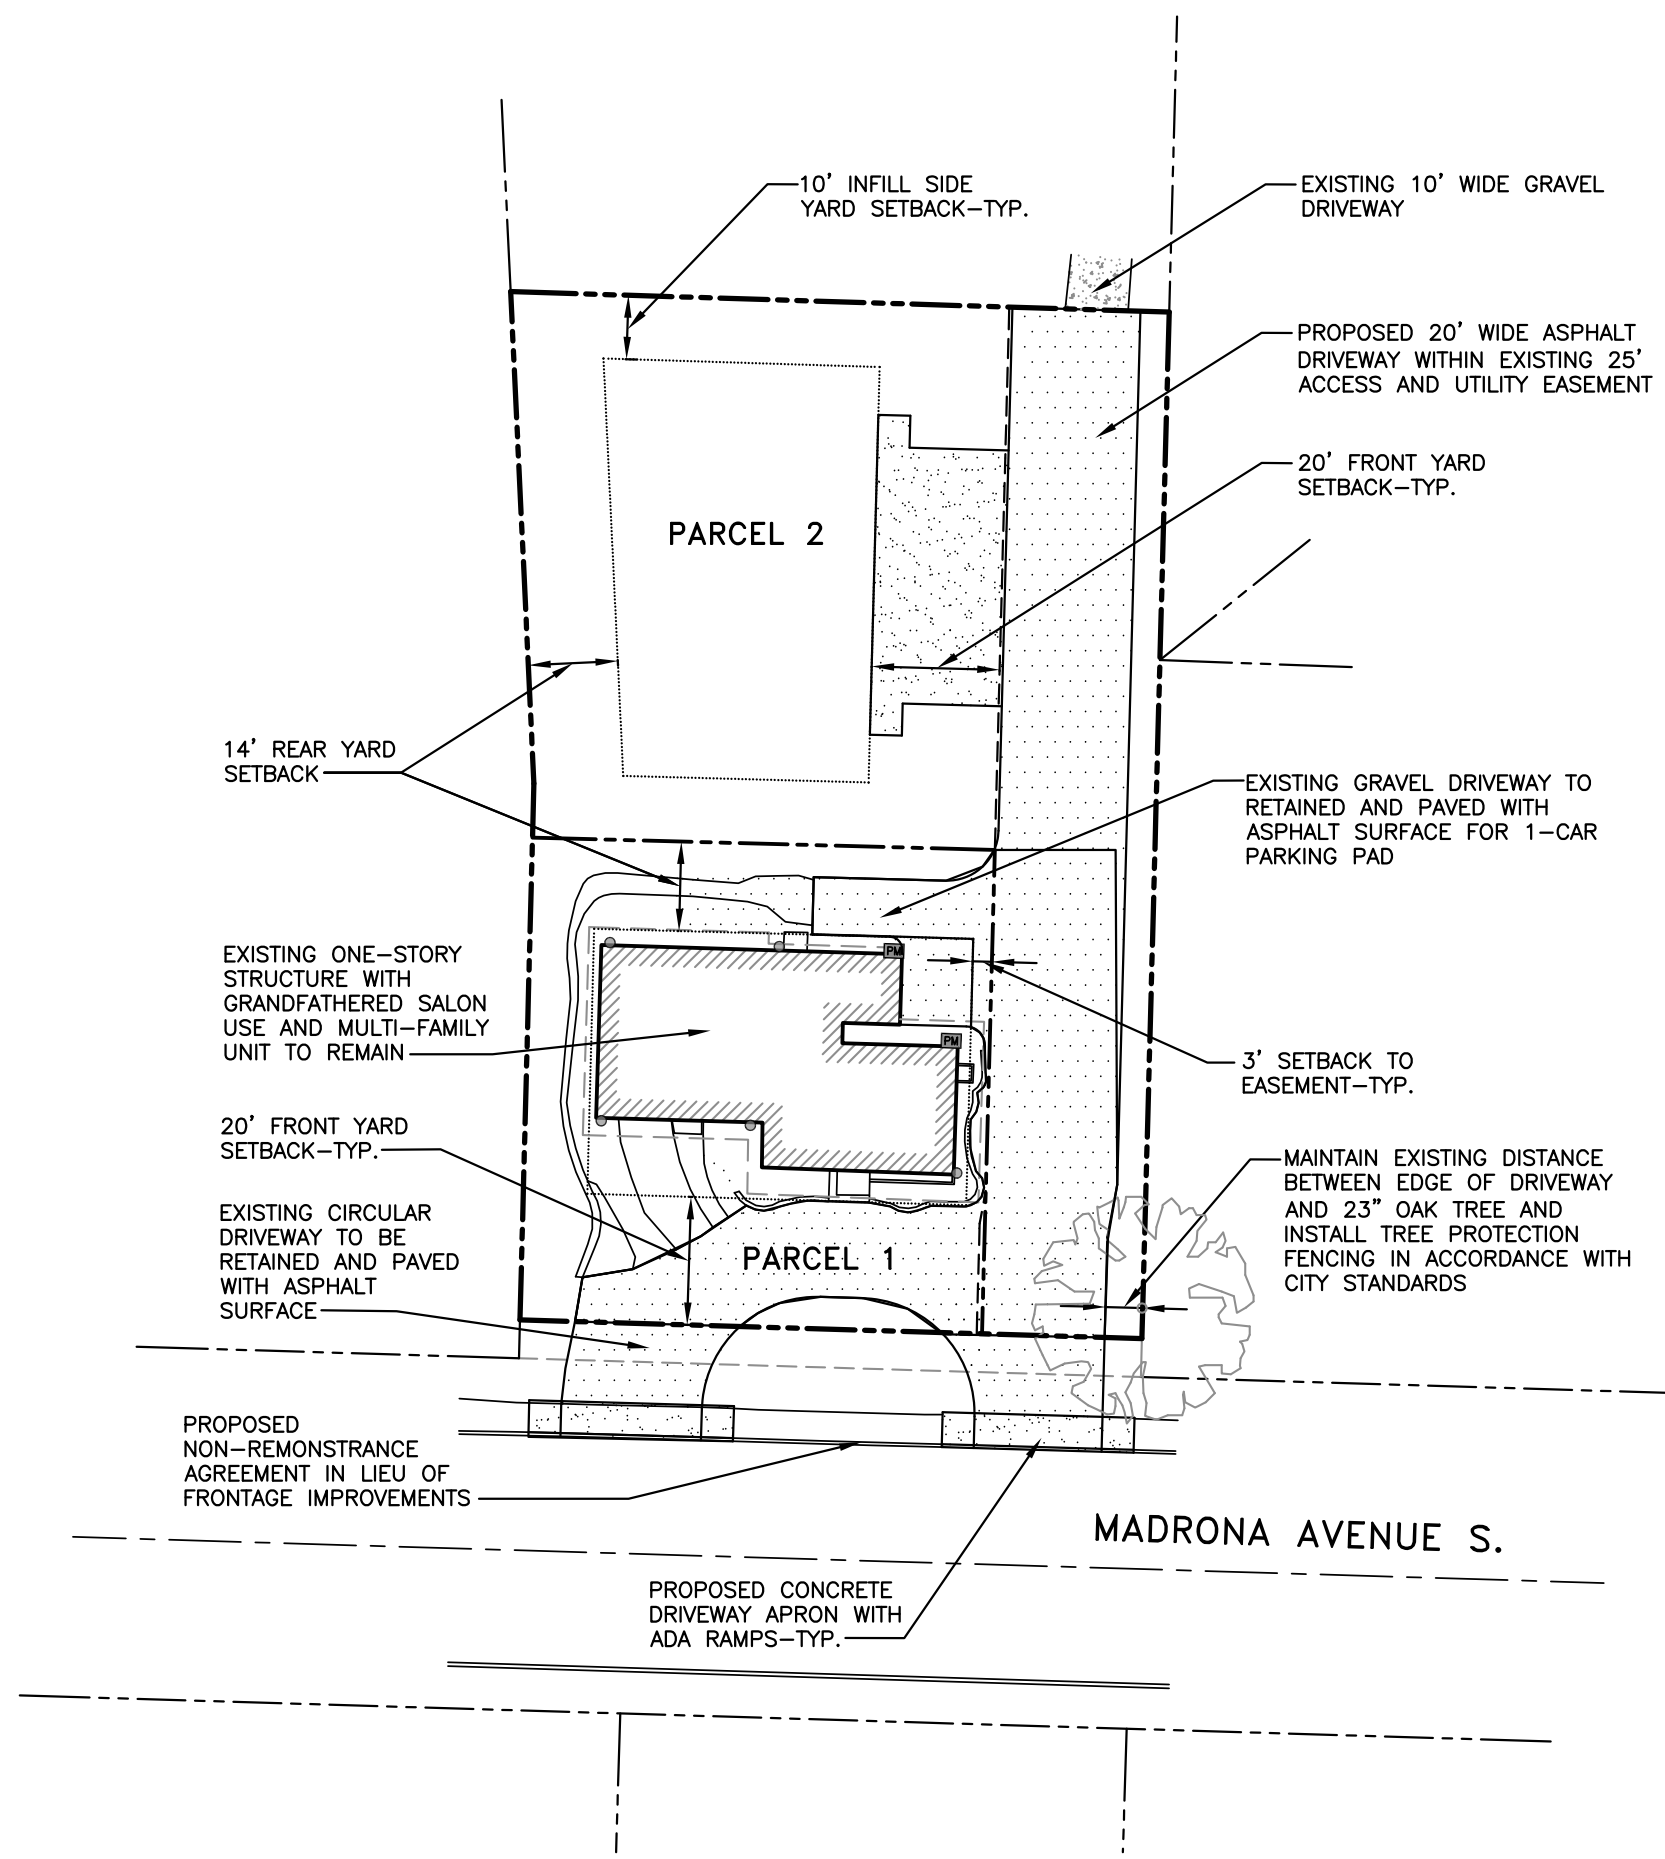 10' INFILL SIDE
YARD SETBACK-TYP.
EXISTING 10' WIDE GRAVEL
DRIVEWAY
PROPOSED 20' WIDE ASPHALT
DRIVEWAY WITHIN EXISTING 25'
ACCESS AND UTILITY EASEMENT
20' FRONT YARD
SETBACK-TYP.
PARCEL 2
14' REAR YARD
SETBACK
EXISTING GRAVEL DRIVEWAY TO
RETAINED AND PAVED WITH
ASPHALT SURFACE FOR 1-CAR
PARKING PAD
EXISTING ONE-STORY
STRUCTURE WITH
GRANDFATHERED SALON
USE AND MULTI-FAMILY
UNIT TO REMAIN
PM
PM
3' SETBACK TO
EASEMENT-TYP.
20' FRONT YARD
SETBACK-TYP.
MAINTAIN EXISTING DISTANCE
BETWEEN EDGE OF DRIVEWAY
AND 23" OAK TREE AND
INSTALL TREE PROTECTION
FENCING IN ACCORDANCE WITH
CITY STANDARDS
EXISTING CIRCULAR
DRIVEWAY TO BE
RETAINED AND PAVED
WITH ASPHALT
SURFACE
PARCEL 1
PROPOSED
NON-REMONSTRANCE
AGREEMENT IN LIEU OF
FRONTAGE IMPROVEMENTS
MADRONA AVENUE S.
PROPOSED CONCRETE
DRIVEWAY APRON WITH
ADA RAMPS-TYP.